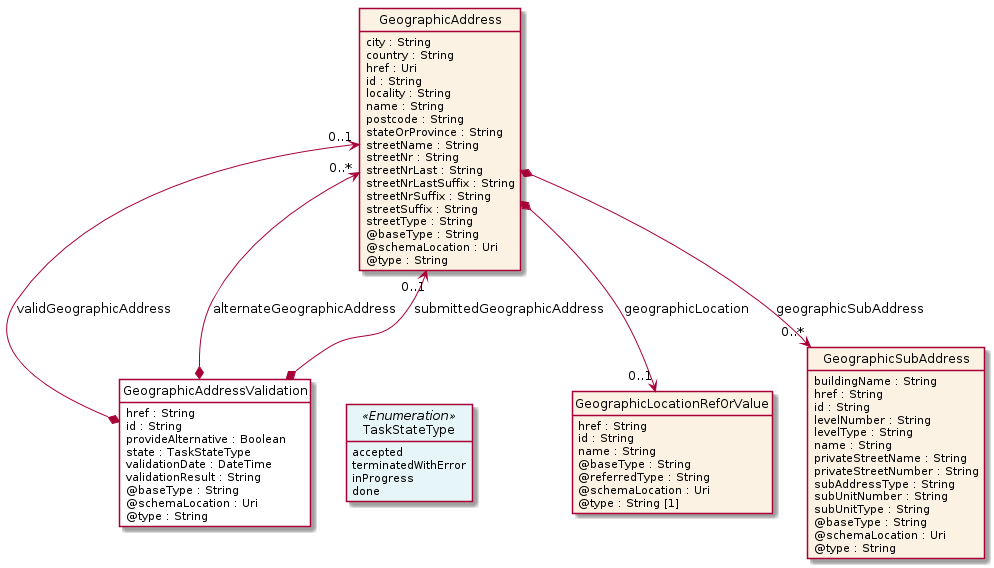 GeographicAddress
city : String
country : String
href : Uri
id : String
locality : String
name : String
postcode : String
stateOrProvince : String
streetName : String
streetNr : String
streetNrLast : String
streetNrLastSuffix : String
streetNrSuffix : String
streetSuffix : String
streetType : String
@baseType : String
@schemaLocation : Uri
@type : String
0..1
0..*
0..1
validGeographicAddress
alternateGeographicAddress
submittedGeographicAddress
geographicLocation
geographicSubAddress
0..1
0..*
GeographicAddressValidation
href : String
id : String
provideAlternative : Boolean
state : TaskStateType
validationDate : DateTime
validationResult : String
@baseType : String
@schemaLocation : Uri
@type : String
«Enumeration»
TaskStateType
accepted
terminatedWithError
inProgress
done
GeographicLocationRefOrValue
href : String
id : String
name : String
@baseType : String
@referredType : String
@schemaLocation : Uri
@type : String [1]
GeographicSubAddress
buildingName : String
href : String
id : String
levelNumber : String
levelType : String
name : String
privateStreetName : String
privateStreetNumber : String
subAddressType : String
subUnitNumber : String
subUnitType : String
@baseType : String
@schemaLocation : Uri
@type : String